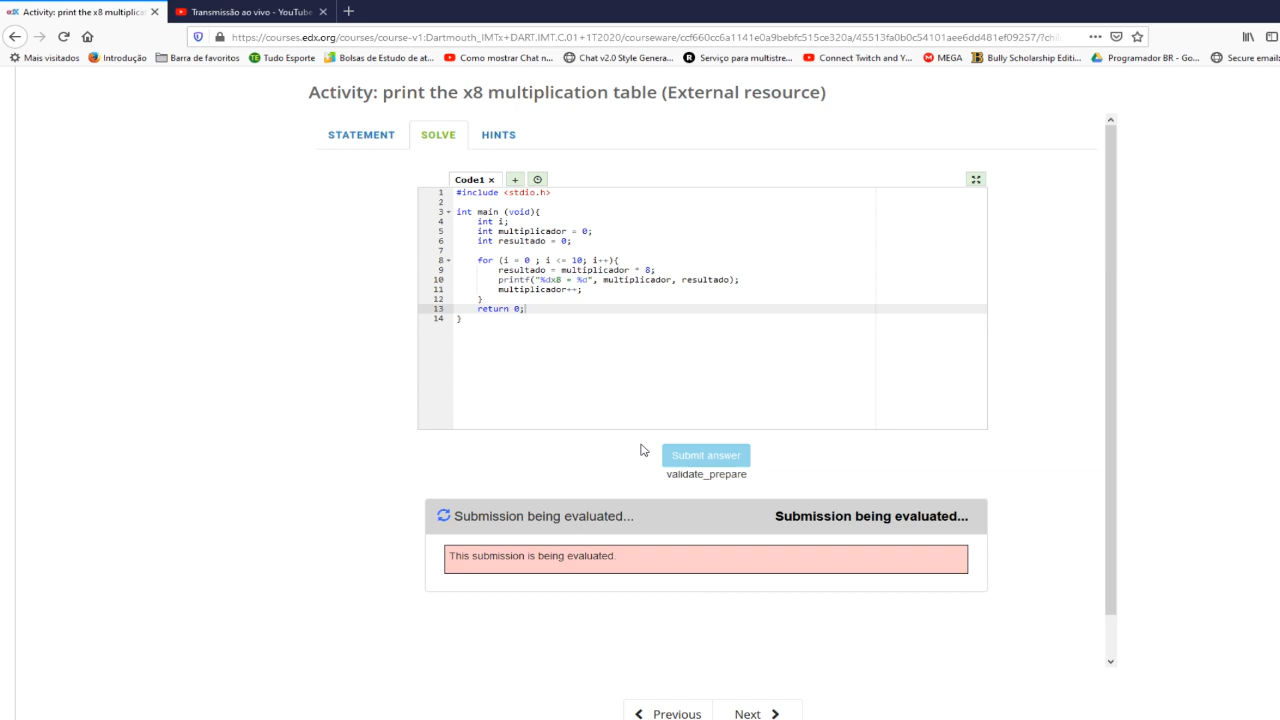 Activity: print the x8 multiplicat
Transmissão ao vivo - YouTube
https://courses.edx.org/courses/course-v1:Dartmouth_IMTx+DART.IMT.C.01+1T2020/courseware/ccf660cc6a1141e0a9bebfc515ce320a/45513fa0b0c54101aee6dd481ef09257/?chi
Mais visitados Introdução Barra de favoritos Tudo Esporte Bolsas de Estudo de at... Como mostrar Chat n... Chat v2.0 Style Genera... Serviço para multistre... Connect Twitch and Y... MEGA Bully Scholarship Editi... Programador BR - Go... Secure email:
Activity: print the x8 multiplication table (External resource)
STATEMENT SOLVE HINTS
Code1 × +
1 #include <stdio.h>
2
3 int main (void){
4 int i;
5 int multiplicador = 0;
6 int resultado = 0;
7
8 for (i = 0 ; i <= 10; i++){
9 resultado = multiplicador * 8;
10 printf("%dx8 = %d", multiplicador, resultado);
11 multiplicador++;
12 }
13 return 0;
14 }
Submit answer
validate_prepare
Submission being evaluated... Submission being evaluated...
This submission is being evaluated.
Previous Next